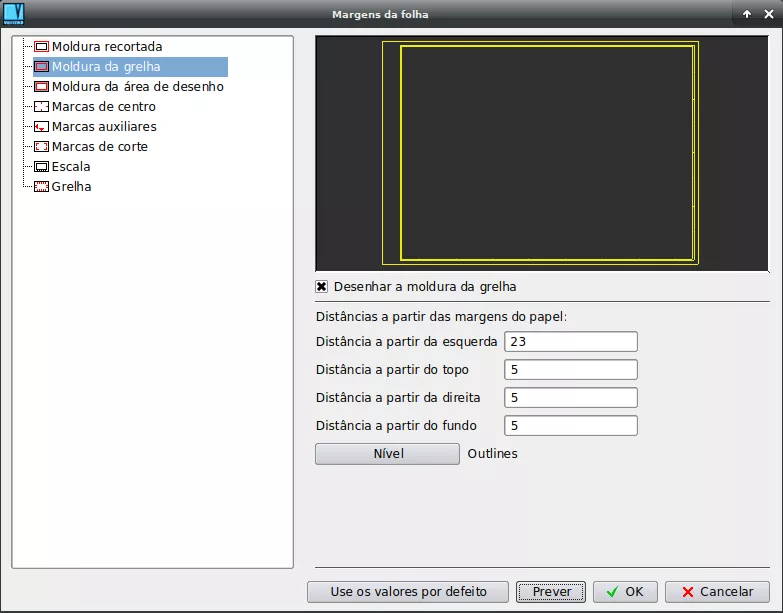 Margens da folha
Moldura recortada
Moldura da grelha
Moldura da área de desenho
Marcas de centro
Marcas auxiliares
Marcas de corte
Escala
Grelha
Desenhar a moldura da grelha
Distâncias a partir das margens do papel:
Distância a partir da esquerda 23
Distância a partir do topo 5
Distância a partir da direita 5
Distância a partir do fundo 5
Nível Outlines
Use os valores por defeito Prever OK Cancelar